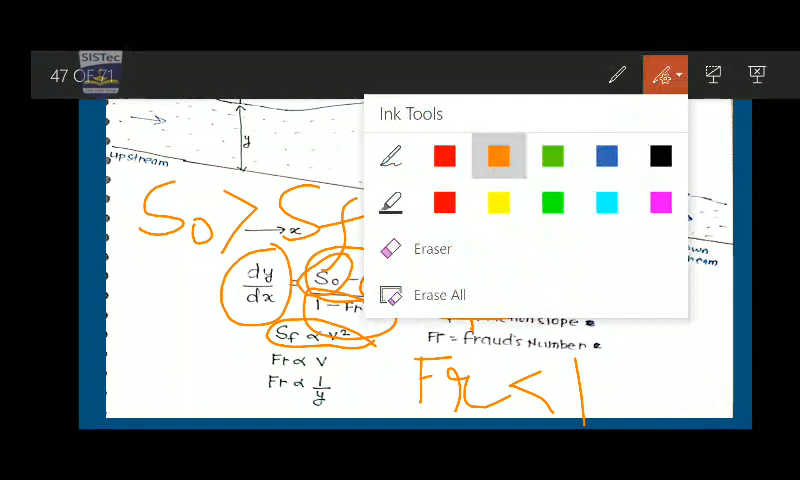 SISTec
47 OF 71
Ink Tools
y
upstream
So > Sf
→ x
dy
dx
=
So -
1 - Fr
Eraser
Erase All
Sf ∝ V²
Fr = Fraud's Number
Fr ∝ V
Fr ∝ 1
y
Fr < 1